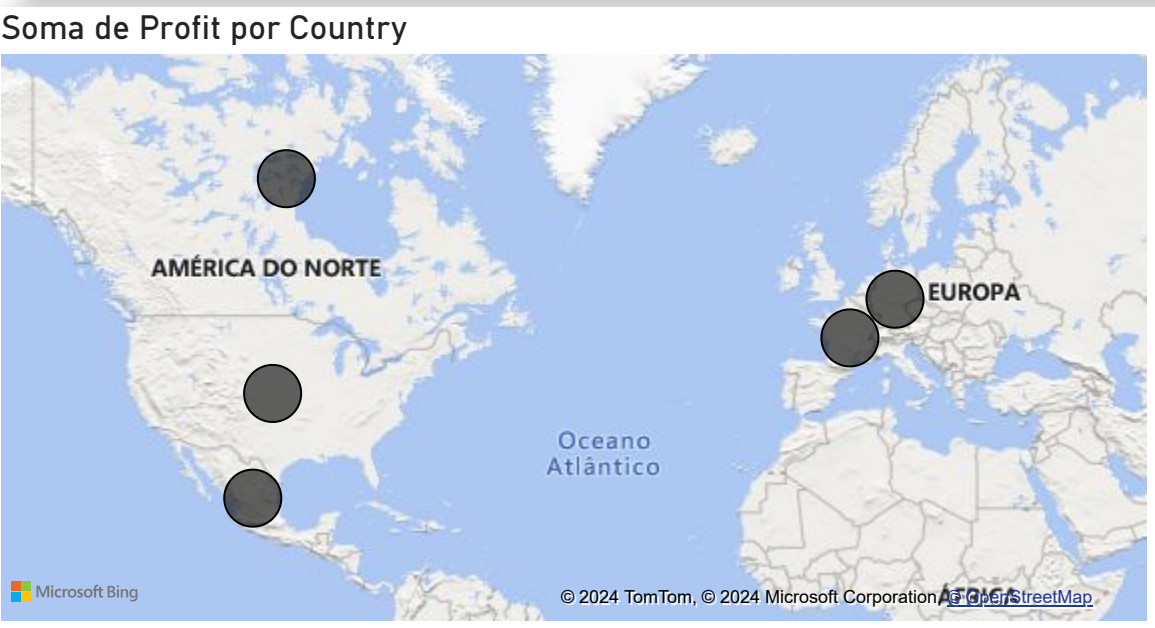 Soma de Profit por Country
AMÉRICA DO NORTE
EUROPA
Oceano
Atlântico
Microsoft Bing
© 2024 TomTom, © 2024 Microsoft Corporation, © OpenStreetMap
ÁFRICA